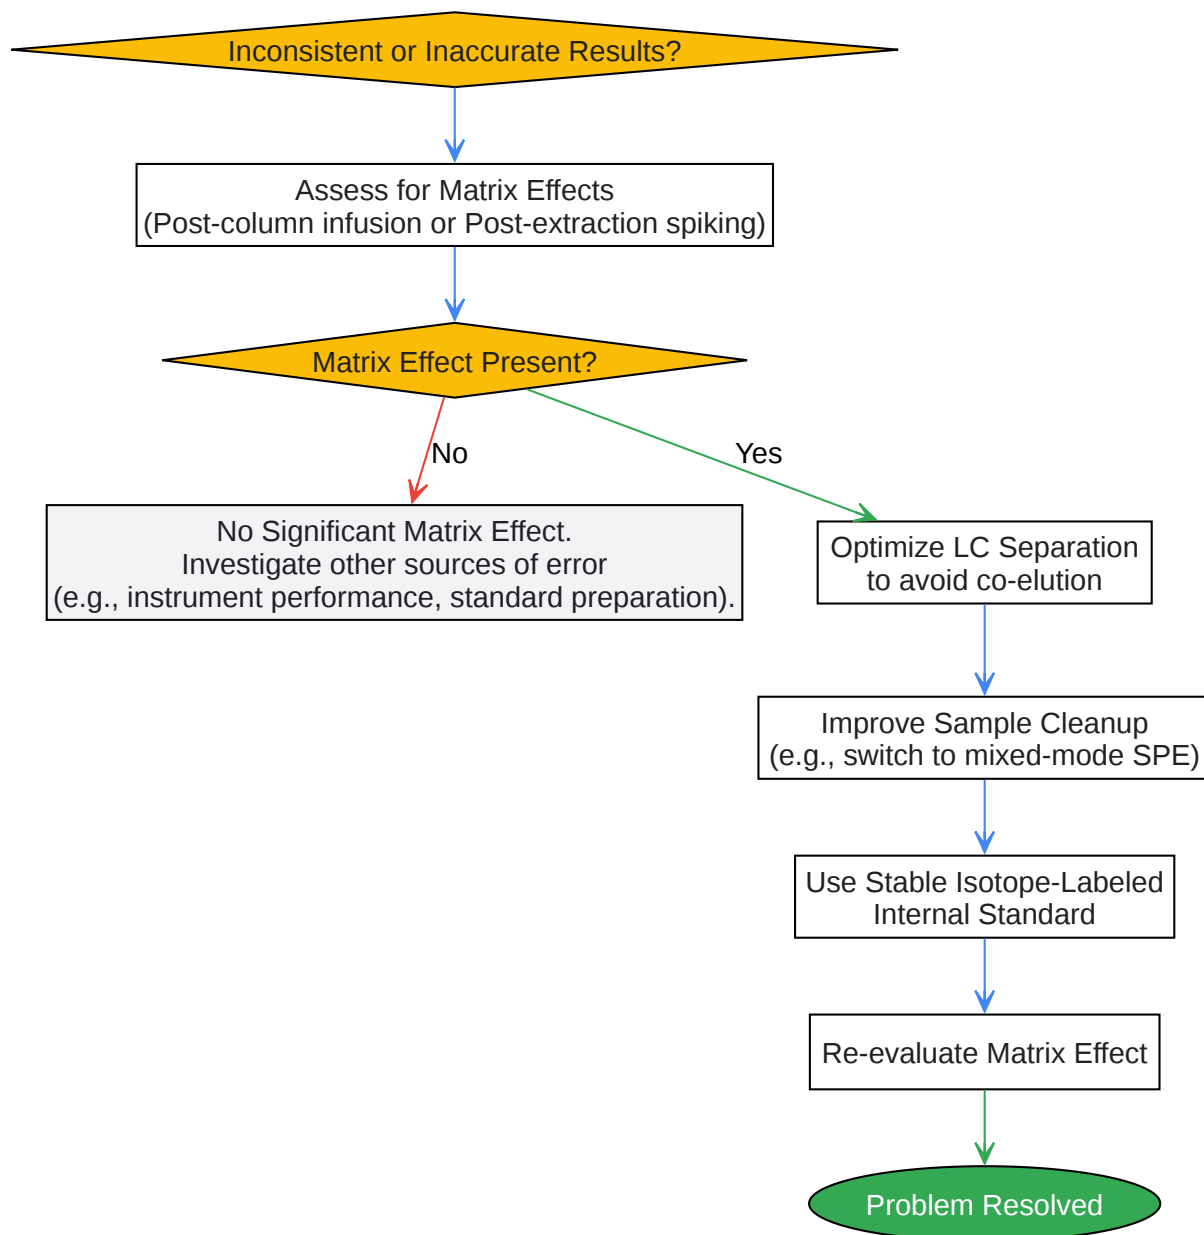 Inconsistent or Inaccurate Results?
Assess for Matrix Effects
(Post-column infusion or Post-extraction spiking)
Matrix Effect Present?
No
Yes
No Significant Matrix Effect.
Investigate other sources of error
(e.g., instrument performance, standard preparation).
Optimize LC Separation
to avoid co-elution
Improve Sample Cleanup
(e.g., switch to mixed-mode SPE)
Use Stable Isotope-Labeled
Internal Standard
Re-evaluate Matrix Effect
Problem Resolved